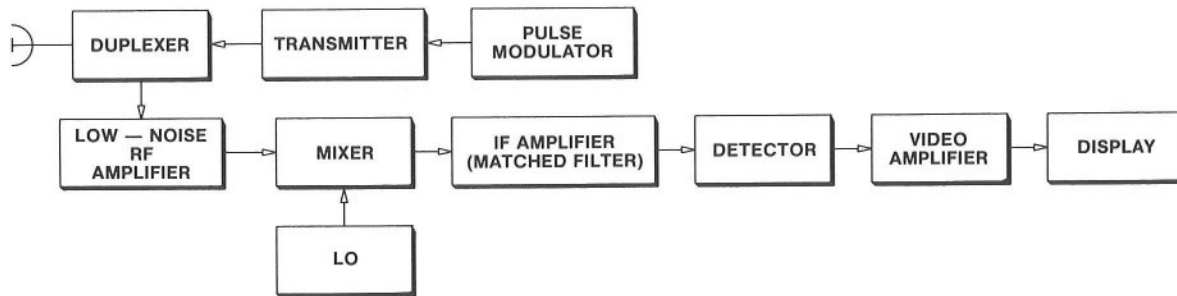 DUPLEXER
TRANSMITTER
PULSE
MODULATOR
LOW — NOISE
RF
AMPLIFIER
MIXER
IF AMPLIFIER
(MATCHED FILTER)
DETECTOR
VIDEO
AMPLIFIER
DISPLAY
LO